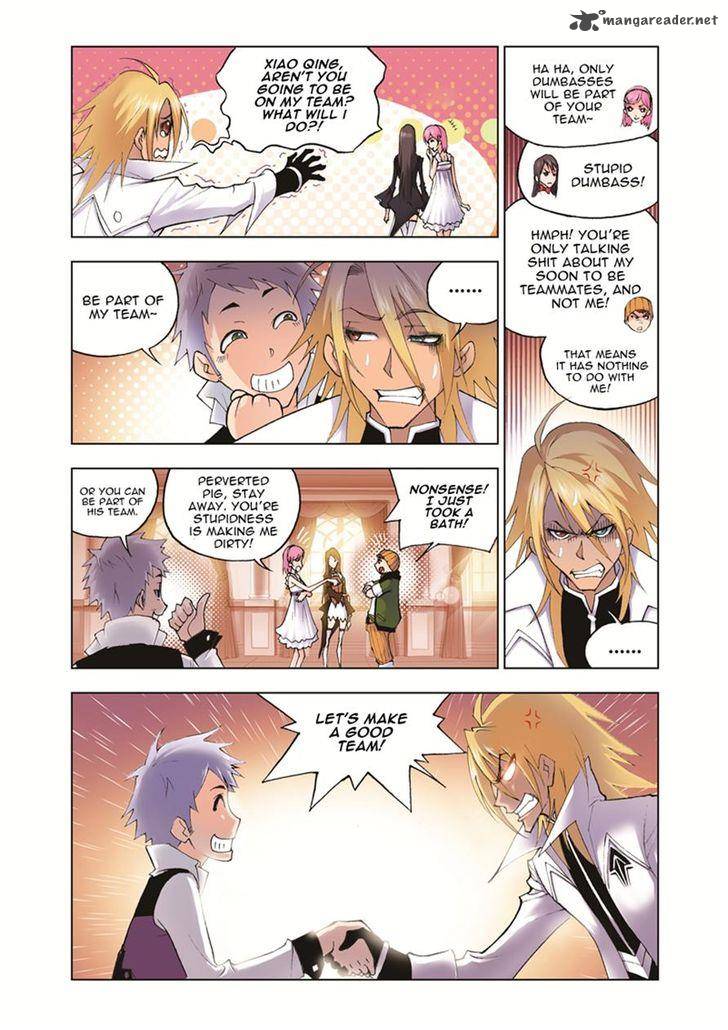 mangareader.net
XIAO QING,
AREN'T YOU
GOING TO BE
ON MY TEAM?
WHAT WILL I
DO?!
BE PART OF
MY TEAM~
......
OR YOU CAN
BE PART OF
HIS TEAM.
PERVERTED
PIG, STAY
AWAY. YOU'RE
STUPIDNESS
IS MAKING ME
DIRTY!
NONSENSE!
I JUST
TOOK A
BATH!
HA HA, ONLY
DUMBASSES
WILL BE PART
OF YOUR
TEAM~
STUPID
DUMBASS!
HMPH! YOU'RE
ONLY TALKING
SHIT ABOUT MY
SOON TO BE
TEAMMATES, AND
NOT ME!
THAT MEANS
IT HAS NOTHING
TO DO WITH
ME!
......
LET'S MAKE
A GOOD
TEAM!